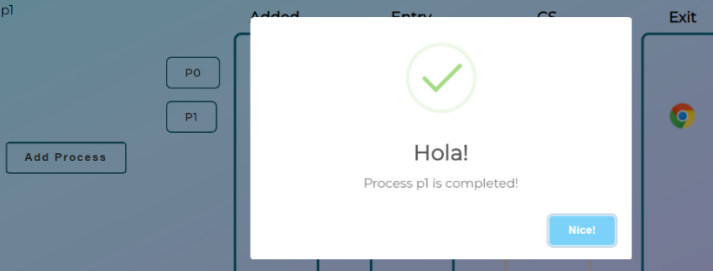 p1
Added Entry CS Exit
P0
P1
Add Process
Hola!
Process p1 is completed!
Nice!